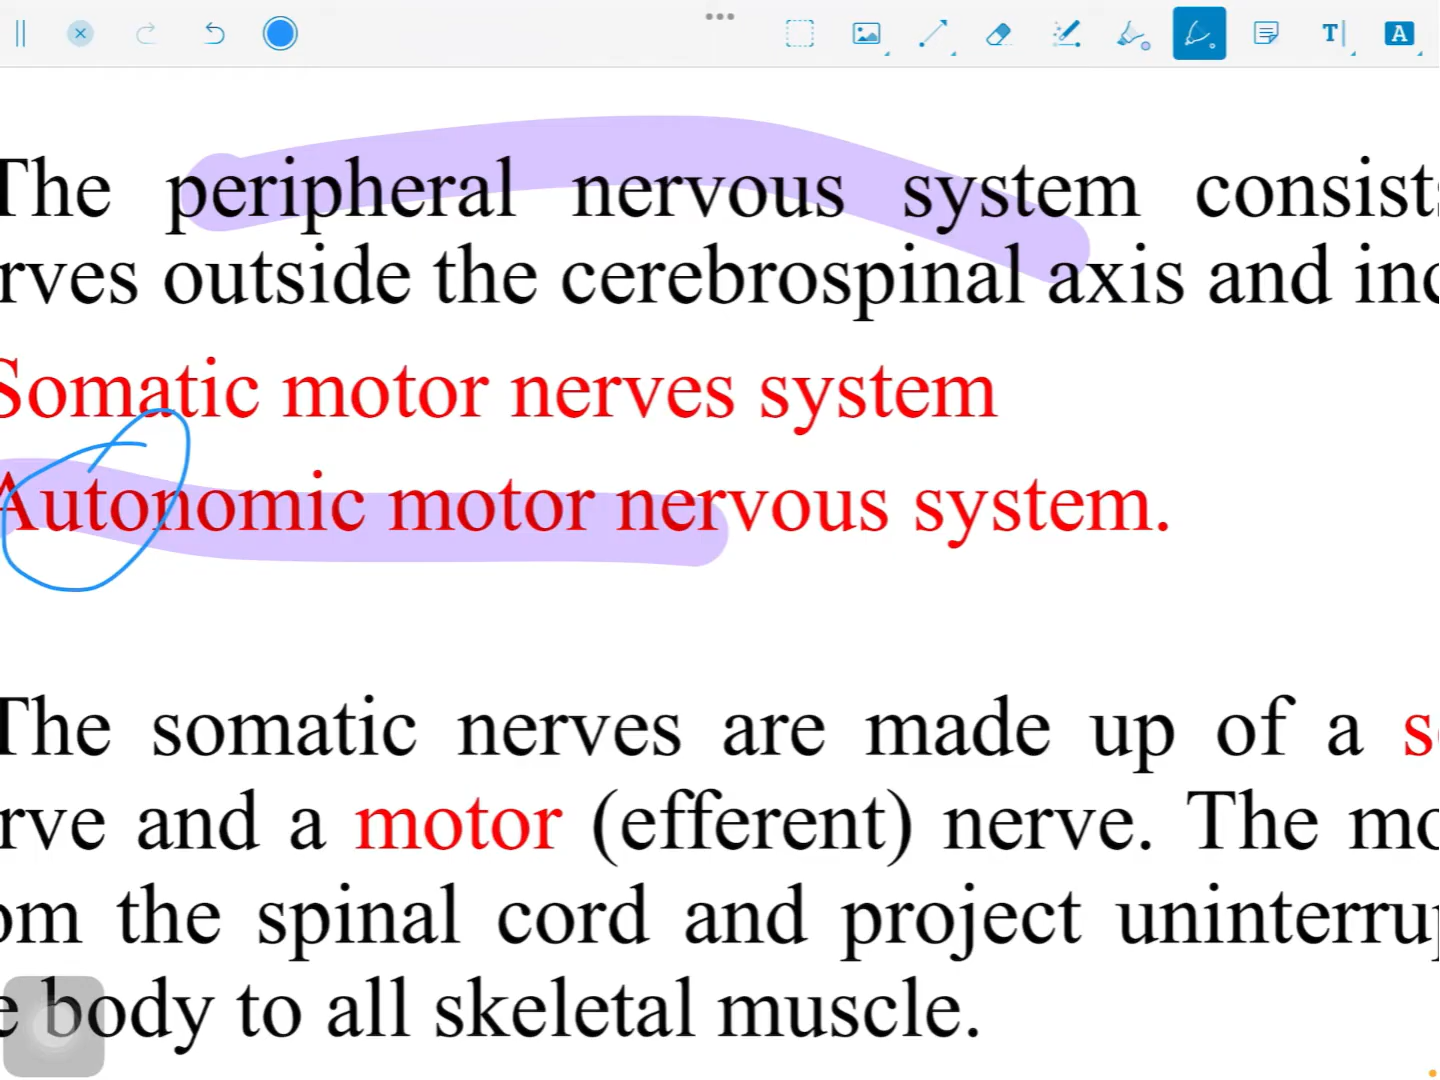 The peripheral nervous system consists
rves outside the cerebrospinal axis and inc
Somatic motor nerves system
Autonomic motor nervous system.
The somatic nerves are made up of a s
rve and a motor (efferent) nerve. The mo
om the spinal cord and project uninterrup
e body to all skeletal muscle.